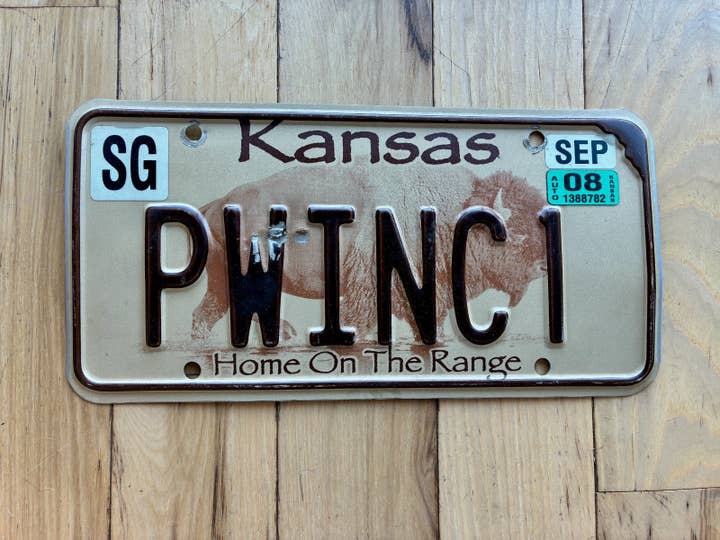 Kansas
SG
SEP
AUTO 08 KANSAS
1388782
PWINC1
Home On The Range